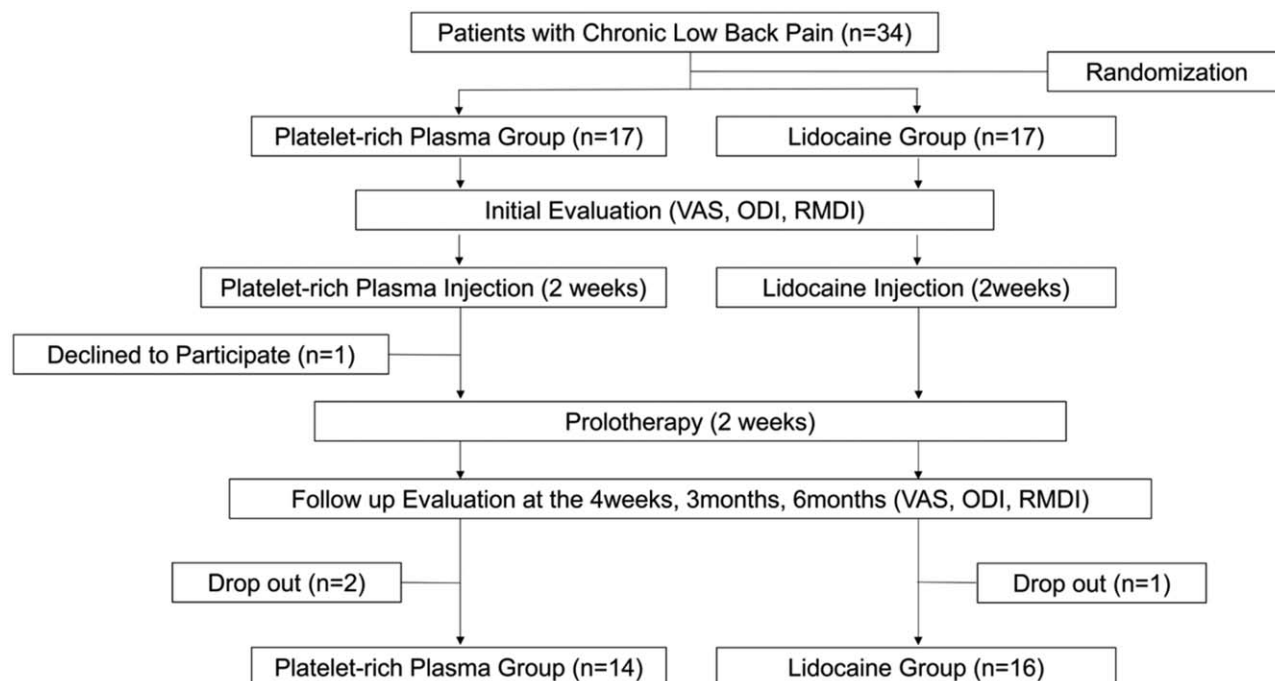 Patients with Chronic Low Back Pain (n=34)
Randomization
Platelet-rich Plasma Group (n=17)
Lidocaine Group (n=17)
Initial Evaluation (VAS, ODI, RMDI)
Platelet-rich Plasma Injection (2 weeks)
Lidocaine Injection (2weeks)
Declined to Participate (n=1)
Prolotherapy (2 weeks)
Follow up Evaluation at the 4weeks, 3months, 6months (VAS, ODI, RMDI)
Drop out (n=2)
Drop out (n=1)
Platelet-rich Plasma Group (n=14)
Lidocaine Group (n=16)